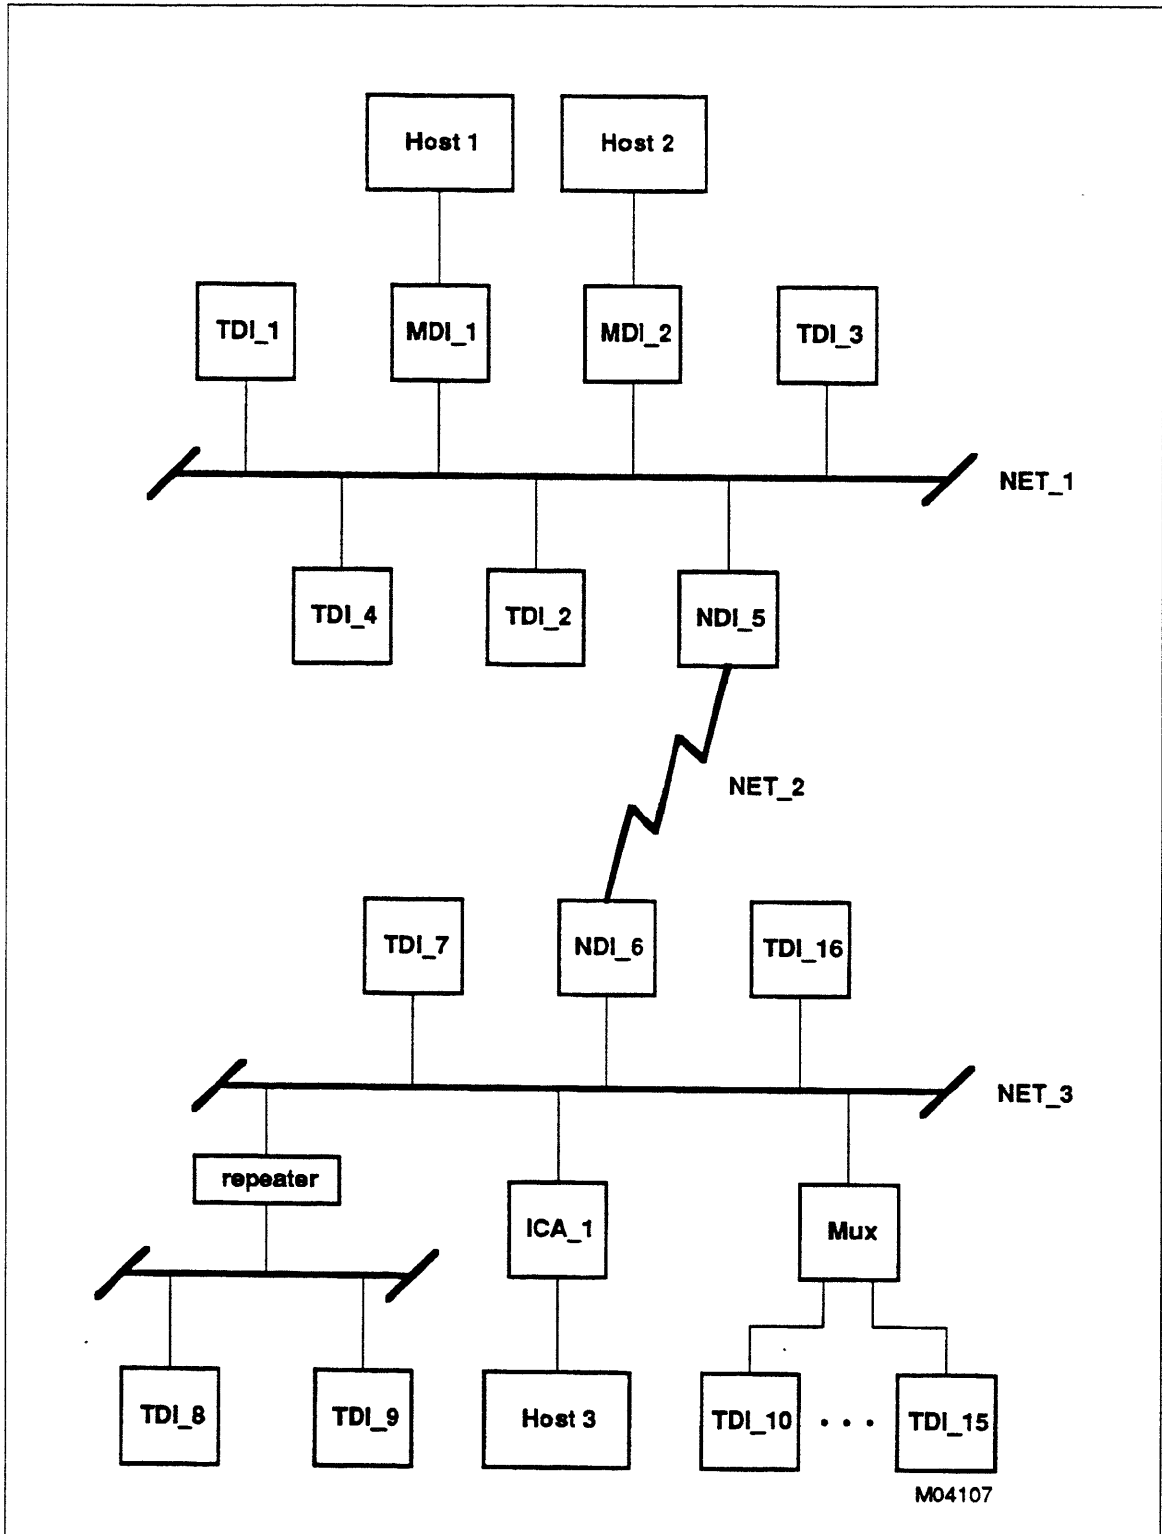 Host 1
Host 2
TDI_1
MDI_1
MDI_2
TDI_3
NET_1
TDI_4
TDI_2
NDI_5
NET_2
TDI_7
NDI_6
TDI_16
NET_3
repeater
ICA_1
Mux
TDI_8
TDI_9
Host 3
TDI_10
• • •
TDI_15
M04107